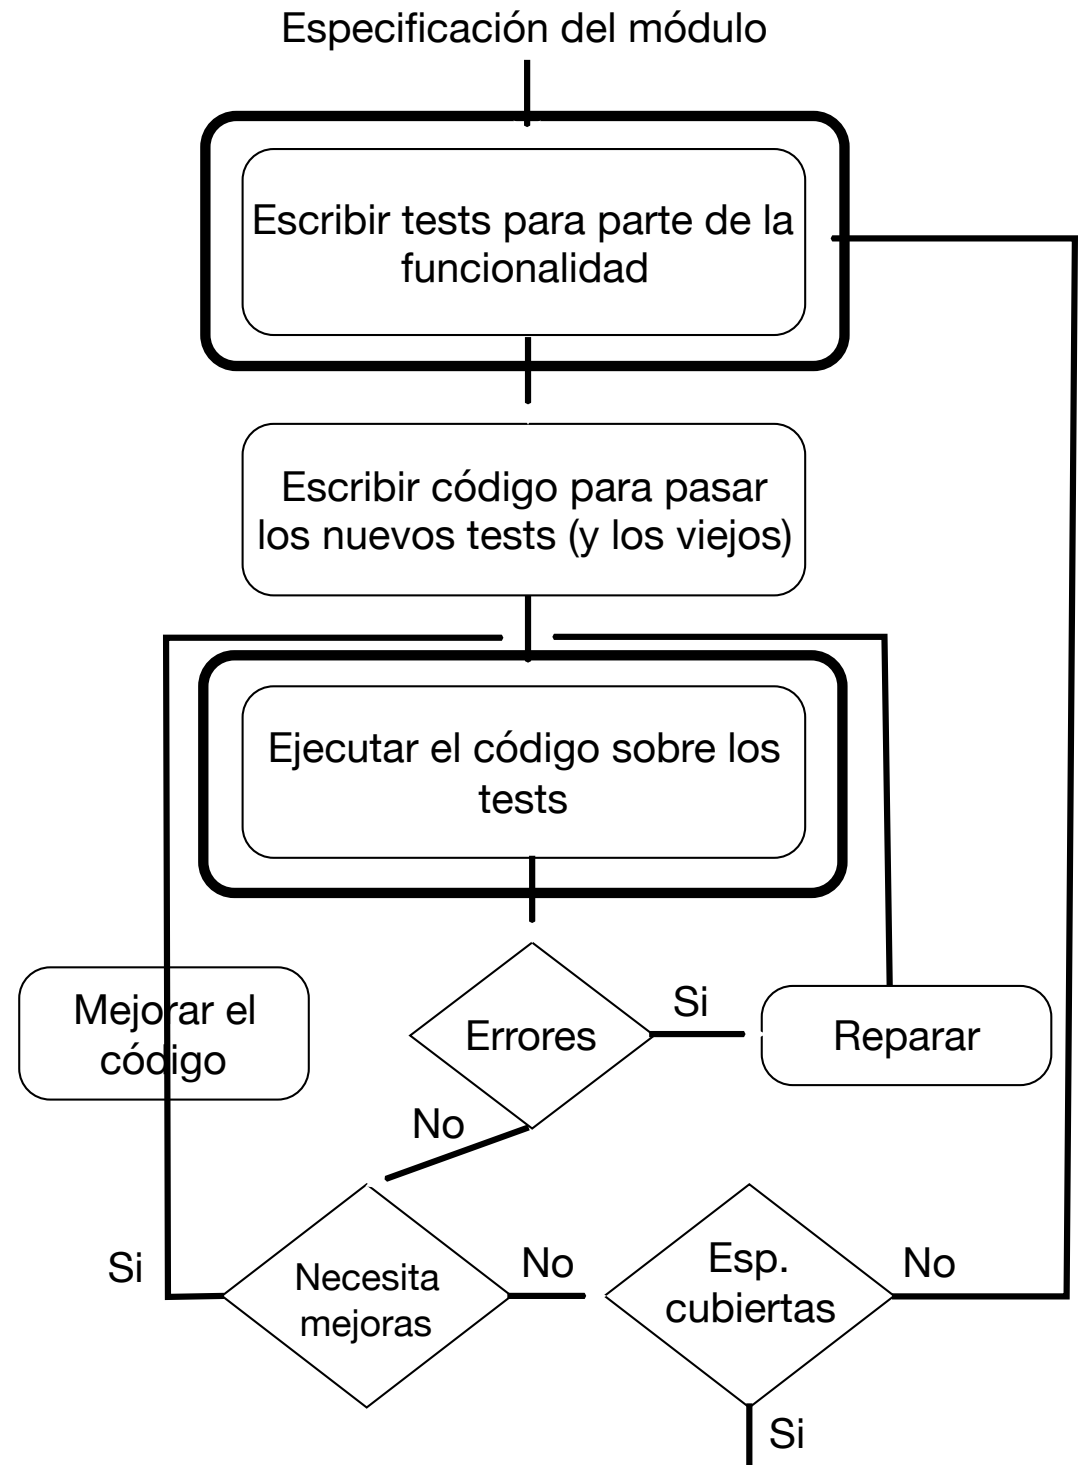 Especificación del módulo
Escribir tests para parte de la
funcionalidad
Escribir código para pasar
los nuevos tests (y los viejos)
Ejecutar el código sobre los
tests
Mejorar el
código
Errores
Si
Reparar
No
Si
Necesita
mejoras
No
Esp.
cubiertas
No
Si